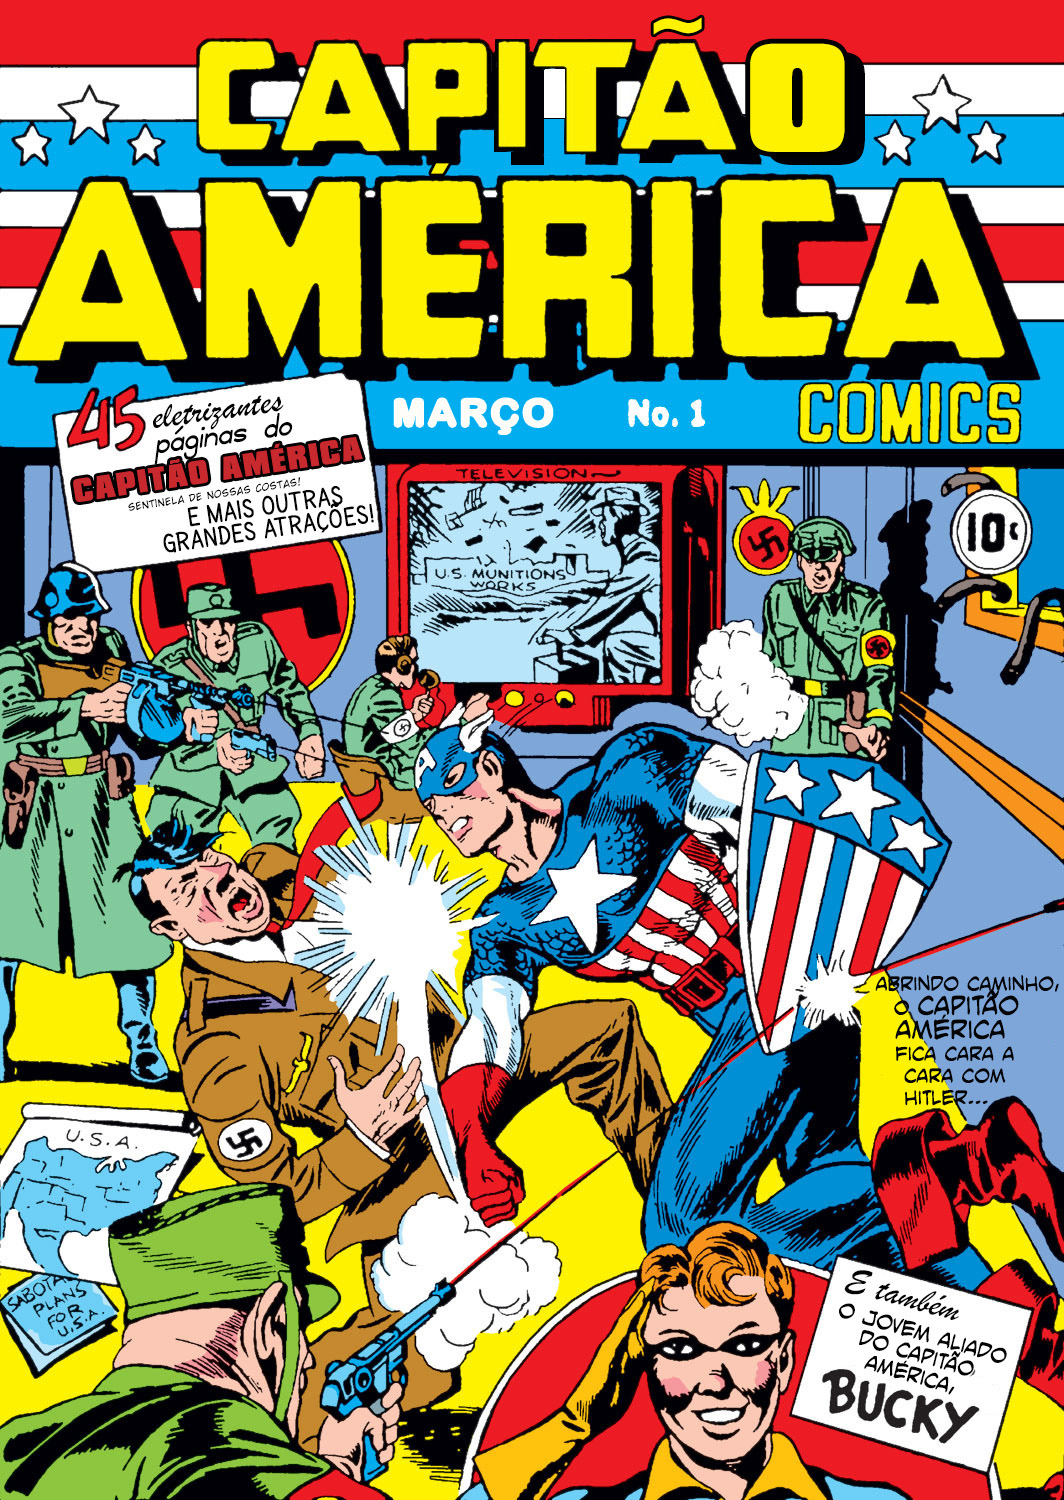 CAPITÃO
AMÉRICA
COMICS
MARÇO No. 1
45 eletrizantes
páginas do
CAPITÃO AMÉRICA
SENTINELA DE NOSSAS COSTAS!
E MAIS OUTRAS
GRANDES ATRAÇÕES!
TELEVISION
U.S. MUNITIONS
WORKS
10¢
A
ABRINDO CAMINHO,
O CAPITÃO
AMÉRICA
FICA CARA A
CARA COM
HITLER...
U.S.A.
SABOTAGE
PLANS
FOR
U.S.A.
E também
O JOVEM ALIADO
DO CAPITÃO
AMÉRICA,
BUCKY